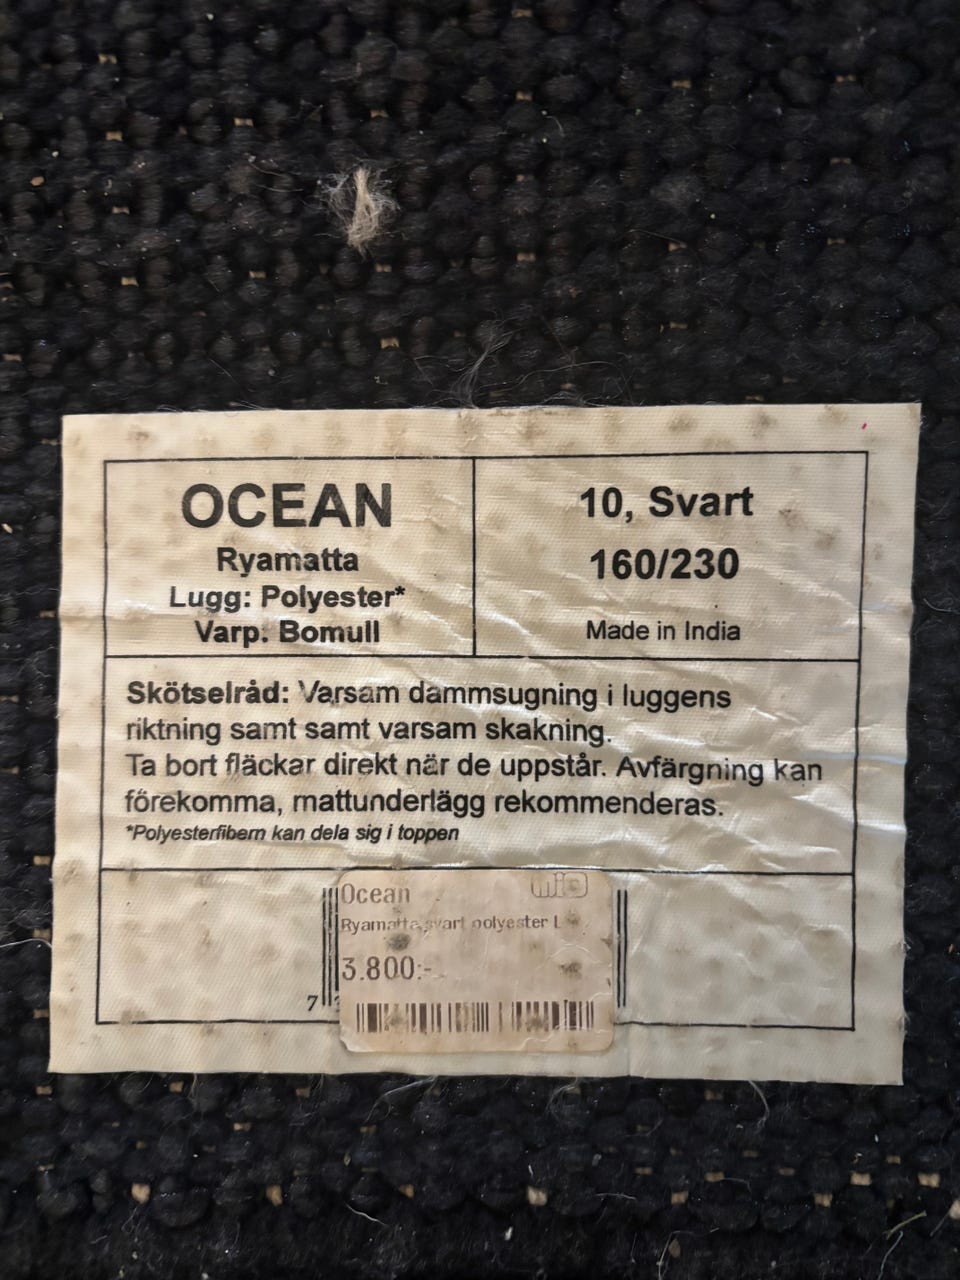 OCEAN
Ryamatta
Lugg: Polyester*
Varp: Bomull
10, Svart
160/230
Made in India
Skötselråd: Varsam dammsugning i luggens
riktning samt samt varsam skakning.
Ta bort fläckar direkt när de uppstår. Avfärgning kan
förekomma, mattunderlägg rekommenderas.
*Polyesterfibern kan dela sig i toppen
Ocean
mio
Ryamatta svart polyester L
3.800:-
7